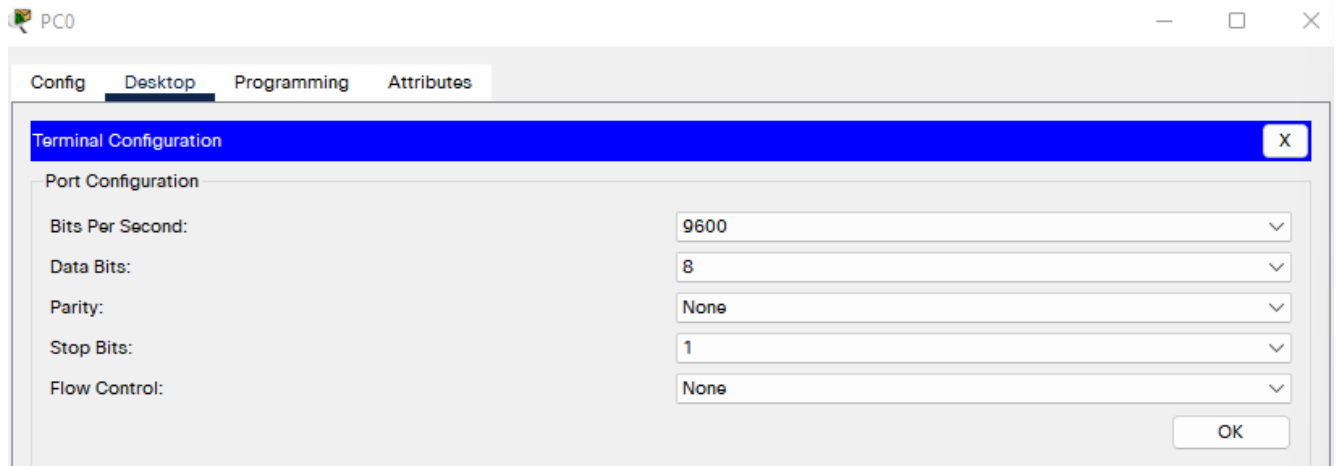 PC0
Config Desktop Programming Attributes
Terminal Configuration X
Port Configuration
Bits Per Second: 9600
Data Bits: 8
Parity: None
Stop Bits: 1
Flow Control: None
OK